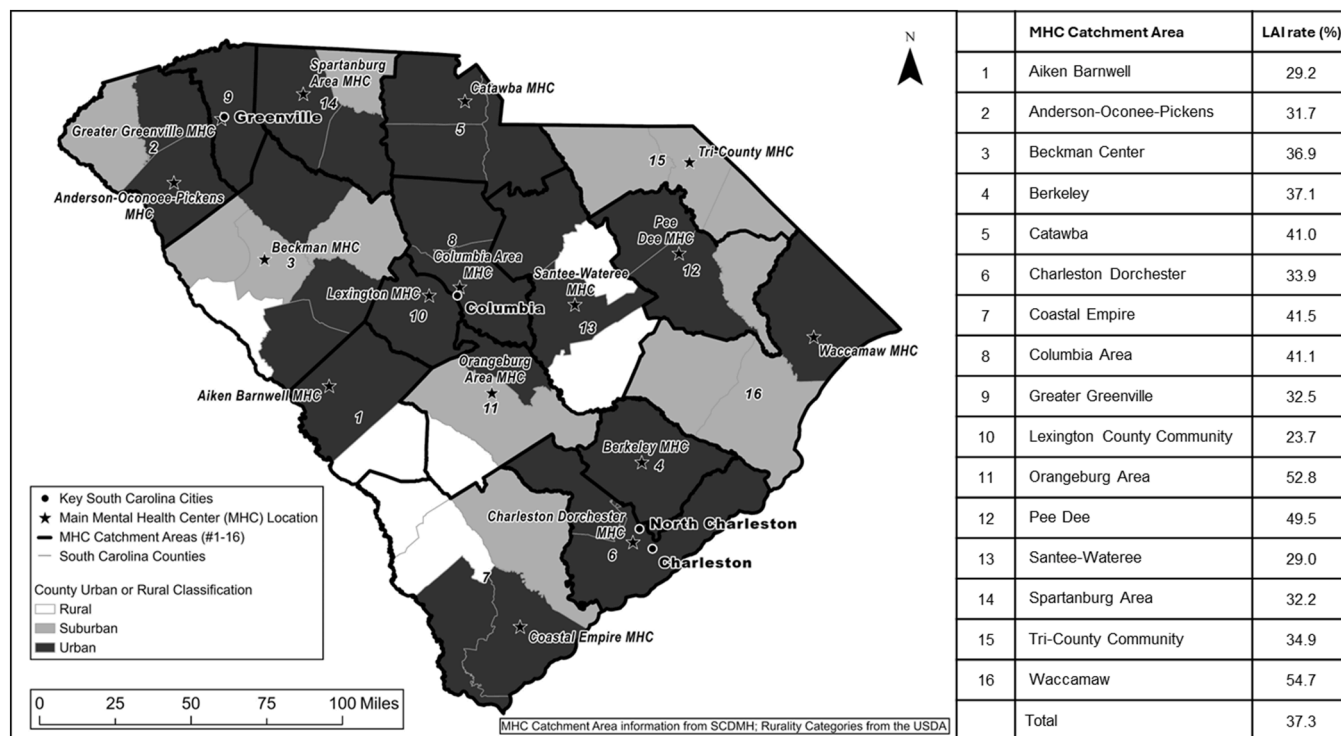 N
Spartanburg
Area MHC
14
Catawba MHC
5
9
Greenville
Greater Greenville MHC
2
Anderson-Oconoee-Pickens
MHC
15
Tri-County MHC
Beckman MHC
3
8
Columbia Area
MHC
Pee
Dee MHC
12
Lexington MHC
10
Columbia
Santee-Wateree
MHC
13
Waccamaw MHC
Orangeburg
Area MHC
11
Aiken Barnwell MHC
1
16
Berkeley MHC
4
Charleston Dorchester
MHC
6
North Charleston
Charleston
7
Coastal Empire MHC
Key South Carolina Cities
Main Mental Health Center (MHC) Location
MHC Catchment Areas (#1-16)
South Carolina Counties
County Urban or Rural Classification
Rural
Suburban
Urban
0 25 50 75 100 Miles
MHC Catchment Area information from SCDMH; Rurality Categories from the USDA
MHC Catchment Area LAI rate (%)
1 Aiken Barnwell 29.2
2 Anderson-Oconee-Pickens 31.7
3 Beckman Center 36.9
4 Berkeley 37.1
5 Catawba 41.0
6 Charleston Dorchester 33.9
7 Coastal Empire 41.5
8 Columbia Area 41.1
9 Greater Greenville 32.5
10 Lexington County Community 23.7
11 Orangeburg Area 52.8
12 Pee Dee 49.5
13 Santee-Wateree 29.0
14 Spartanburg Area 32.2
15 Tri-County Community 34.9
16 Waccamaw 54.7
Total 37.3